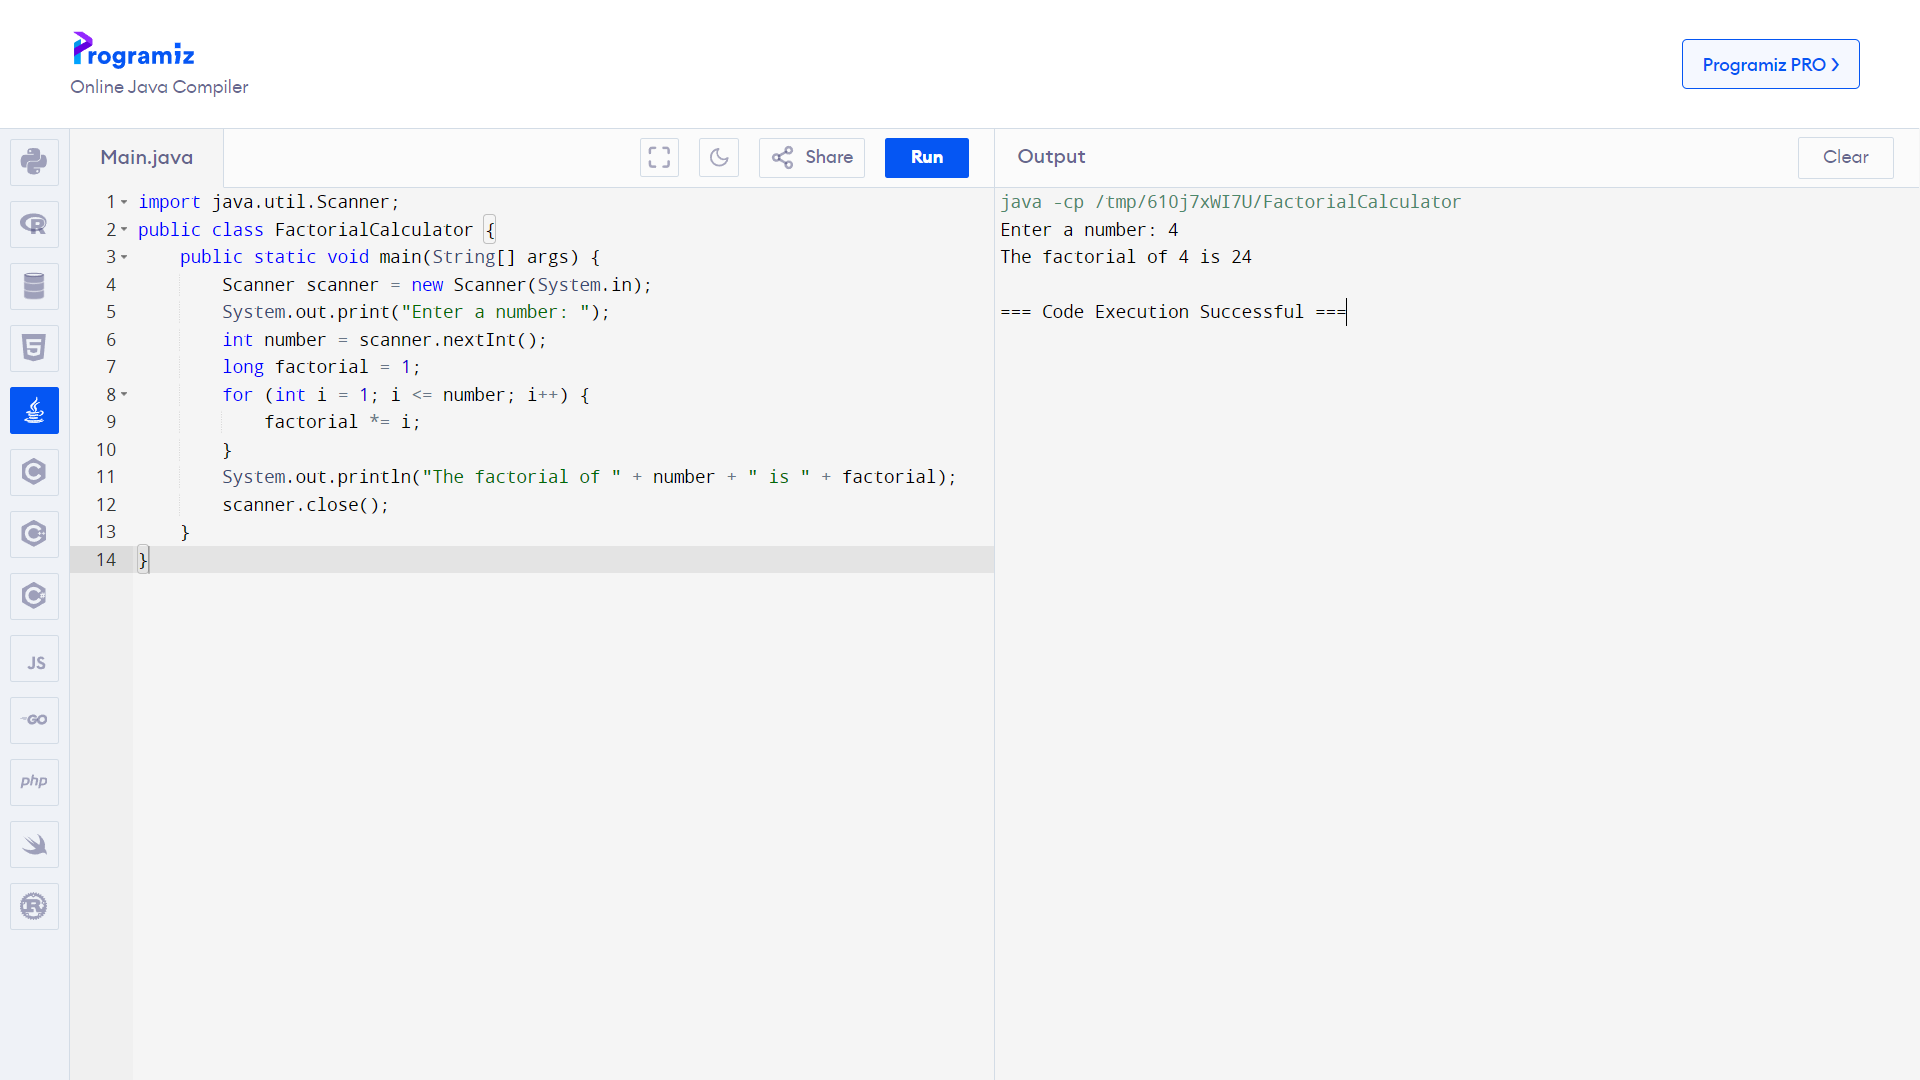 Programiz
Online Java Compiler
Programiz PRO
Main.java
Share
Run
Output
Clear
1 import java.util.Scanner;
2 public class FactorialCalculator {
3     public static void main(String[] args) {
4         Scanner scanner = new Scanner(System.in);
5         System.out.print("Enter a number: ");
6         int number = scanner.nextInt();
7         long factorial = 1;
8         for (int i = 1; i <= number; i++) {
9             factorial *= i;
10         }
11         System.out.println("The factorial of " + number + " is " + factorial);
12         scanner.close();
13     }
14 }
java -cp /tmp/61Oj7xWI7U/FactorialCalculator
Enter a number: 4
The factorial of 4 is 24
=== Code Execution Successful ===
R
5
C
C++
C#
JS
GO
php
R